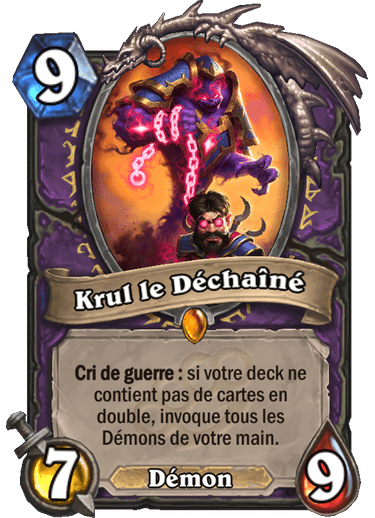 9
Krul le Déchaîné
Cri de guerre : si votre deck ne
contient pas de cartes en
double, invoque tous les
Démons de votre main.
7
Démon
9